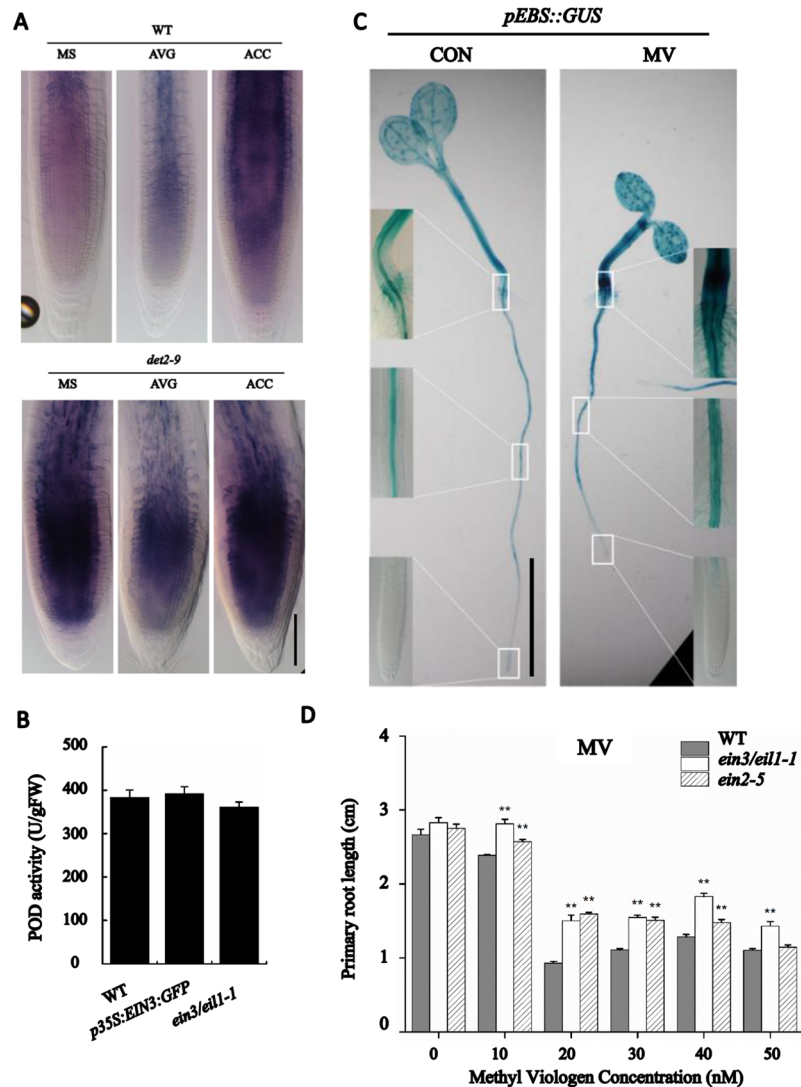 A
WT
MS AVG ACC
det2-9
MS AVG ACC
B
POD activity (U/gFW)
500
400
300
200
100
0
WT
p35S:EIN3:GFP
ein3/eil1-1
C
pEBS::GUS
CON MV
D
MV
WT
ein3/eil1-1
ein2-5
Primary root length (cm)
4
3
2
1
0
** ** ** ** ** ** ** ** **
0 10 20 30 40 50
Methyl Viologen Concentration (nM)